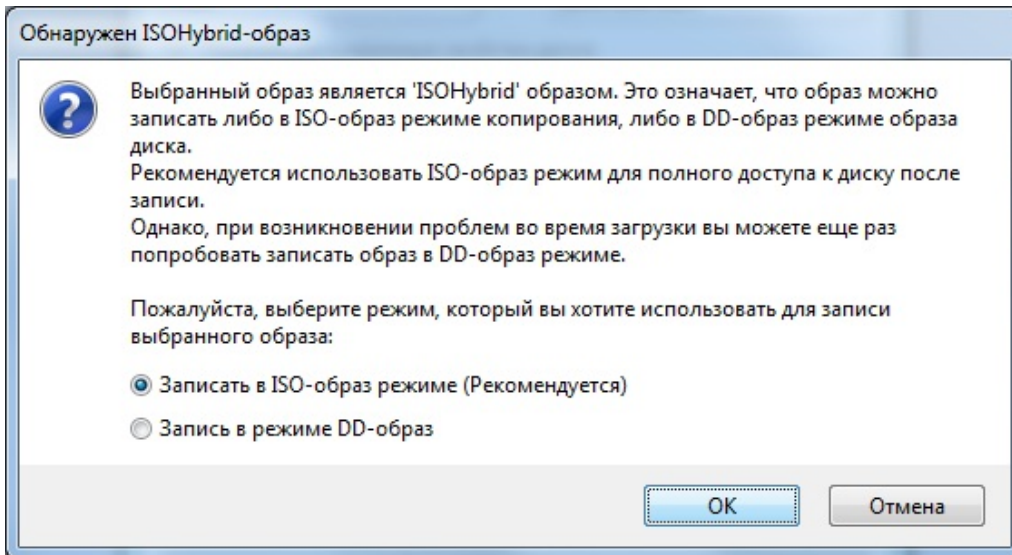 Обнаружен ISOHybrid-образ
Выбранный образ является 'ISOHybrid' образом. Это означает, что образ можно
записать либо в ISO-образ режиме копирования, либо в DD-образ режиме образа
диска.
Рекомендуется использовать ISO-образ режим для полного доступа к диску после
записи.
Однако, при возникновении проблем во время загрузки вы можете еще раз
попробовать записать образ в DD-образ режиме.
Пожалуйста, выберите режим, который вы хотите использовать для записи
выбранного образа:
Записать в ISO-образ режиме (Рекомендуется)
Запись в режиме DD-образ
OK
Отмена